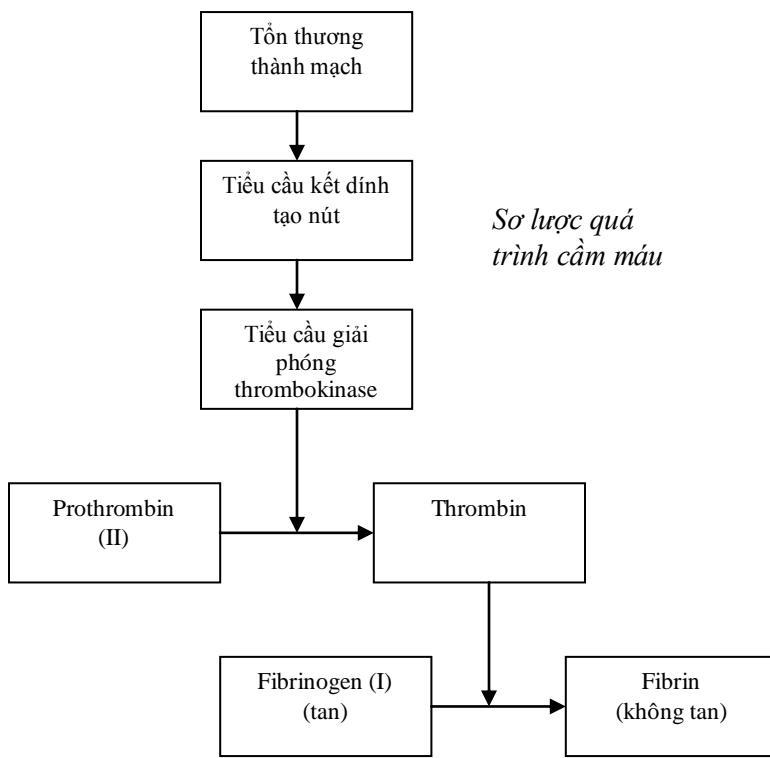 Tổn thương
thành mạch
Tiểu cầu kết dính
tạo nút
Sơ lược quá
trình cầm máu
Tiểu cầu giải
phóng
thrombokinase
Prothrombin
(II)
Thrombin
Fibrinogen (I)
(tan)
Fibrin
(không tan)